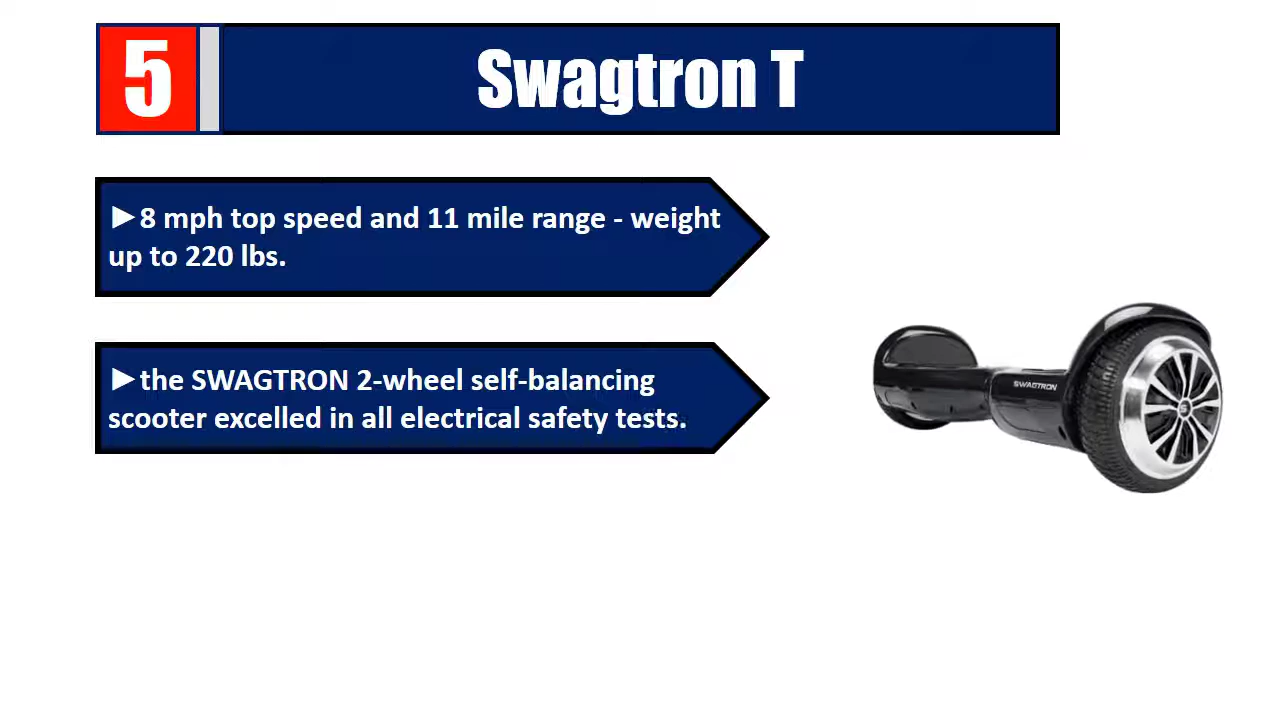 5
Swagtron T
►8 mph top speed and 11 mile range - weight
up to 220 lbs.
►the SWAGTRON 2-wheel self-balancing
scooter excelled in all electrical safety tests.
SWAGTRON
S